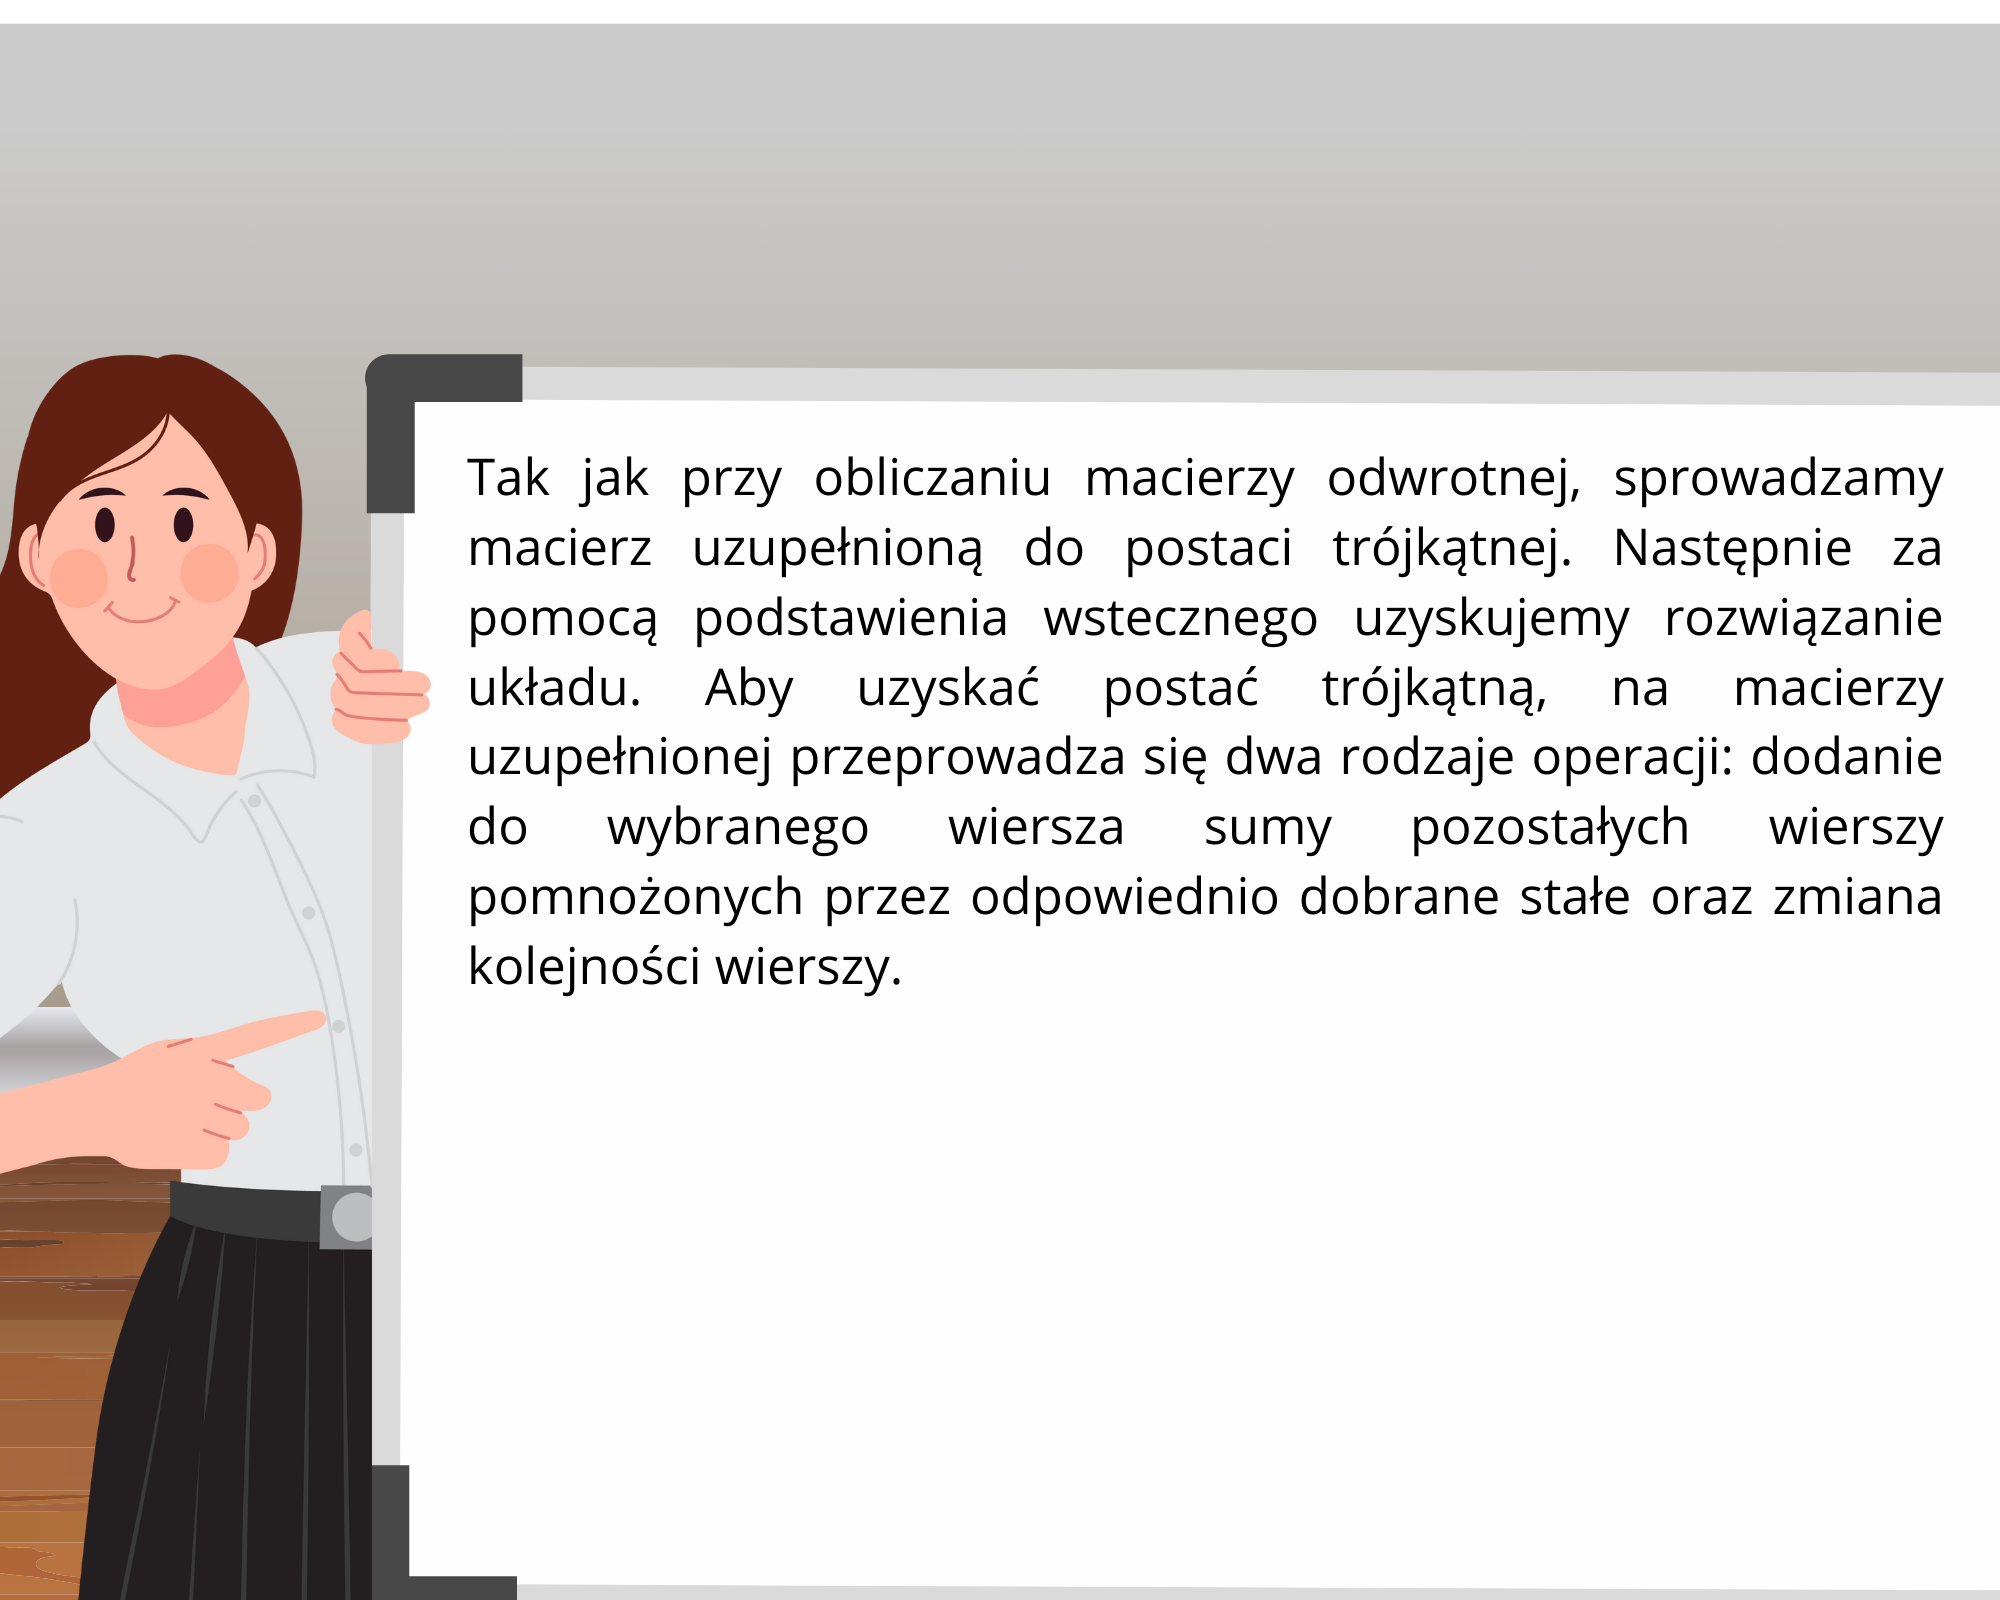 Tak jak przy obliczaniu macierzy odwrotnej, sprowadzamy
macierz uzupełnioną do postaci trójkątnej. Następnie za
pomocą podstawienia wstecznego uzyskujemy rozwiązanie
układu. Aby uzyskać postać trójkątną, na macierzy
uzupełnionej przeprowadza się dwa rodzaje operacji: dodanie
do wybranego wiersza sumy pozostałych wierszy
pomnożonych przez odpowiednio dobrane stałe oraz zmiana
kolejności wierszy.